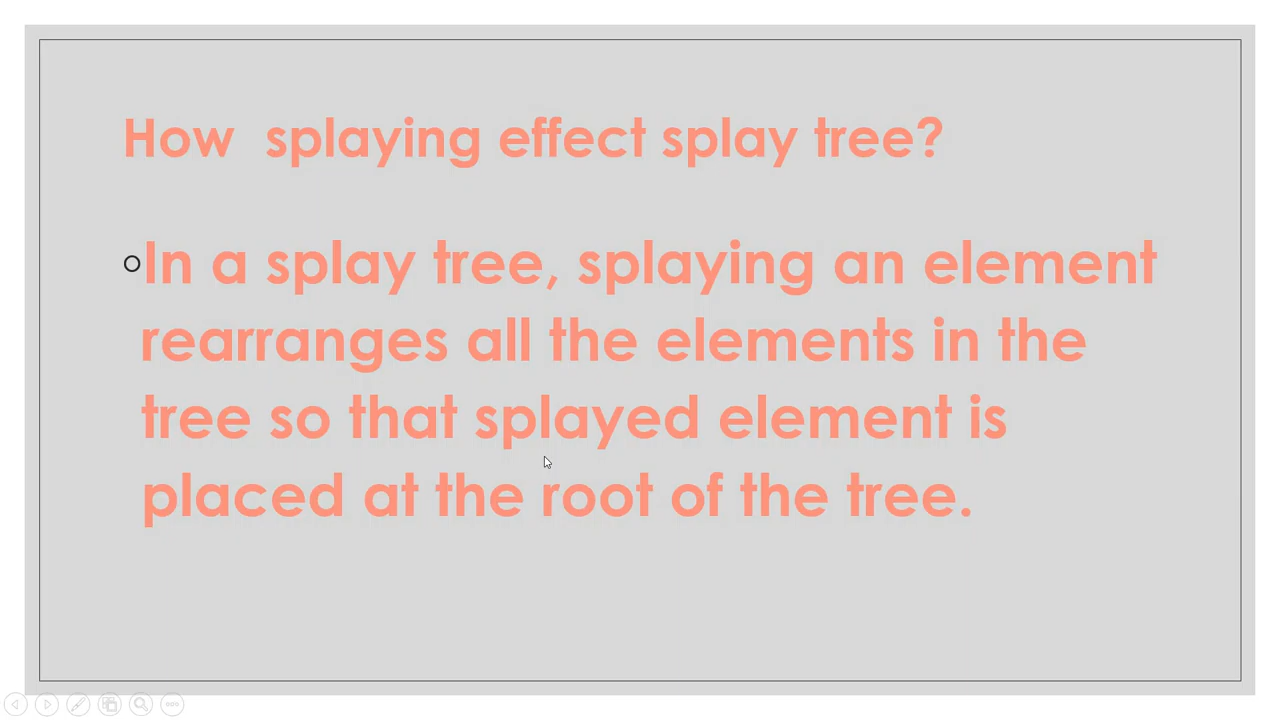 How  splaying effect splay tree?
In a splay tree, splaying an element
rearranges all the elements in the
tree so that splayed element is
placed at the root of the tree.